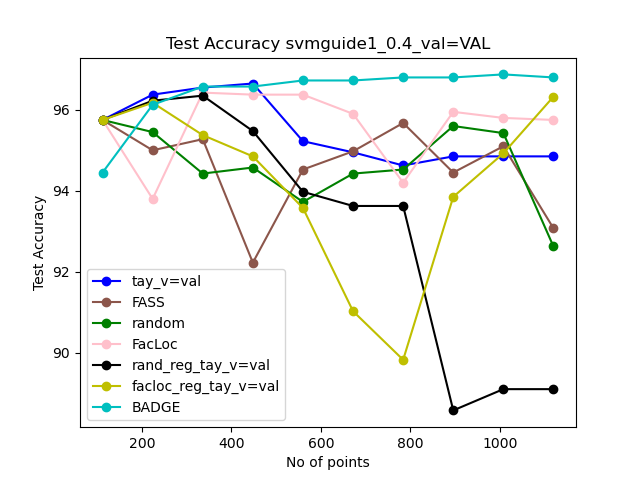 Test Accuracy svmguide1_0.4_val=VAL
Test Accuracy
96
94
92
90
tay_v=val
FASS
random
FacLoc
rand_reg_tay_v=val
facloc_reg_tay_v=val
BADGE
200 400 600 800 1000
No of points